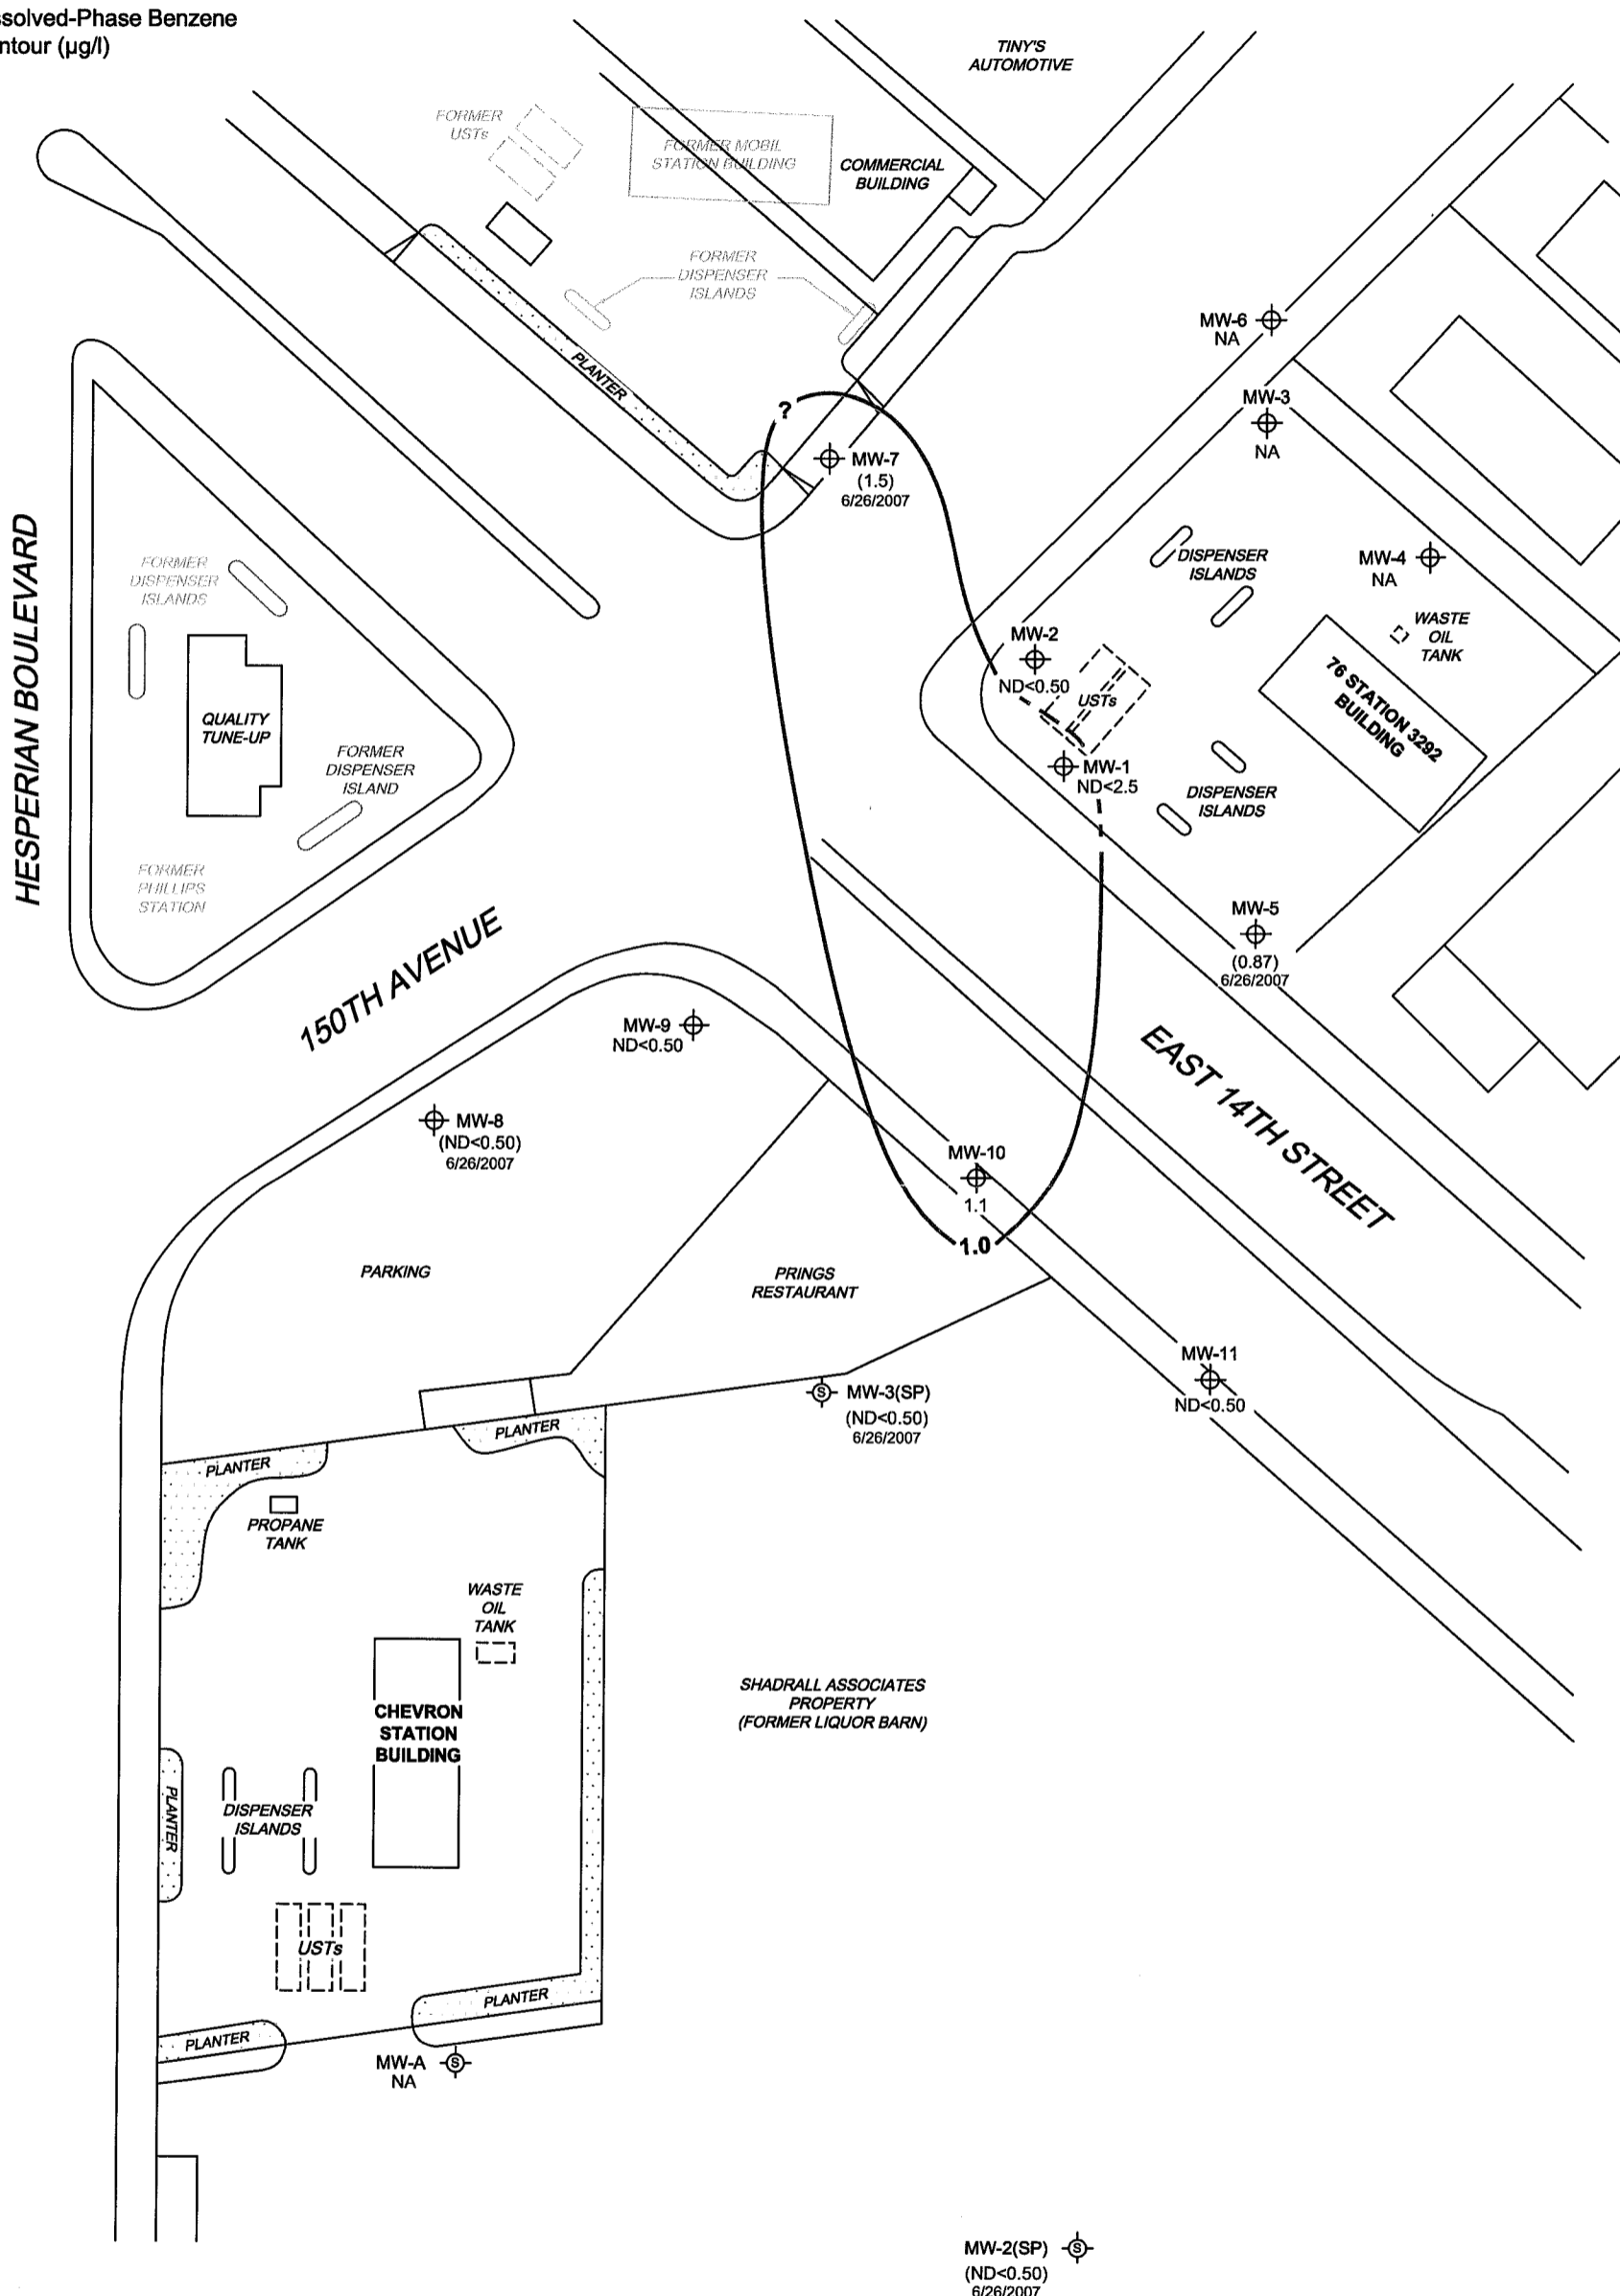 ssolved-Phase Benzene
ntour (µg/l)
TINY'S
AUTOMOTIVE
FORMER
USTs
FORMER MOBIL
STATION BUILDING
COMMERCIAL
BUILDING
FORMER
DISPENSER
ISLANDS
PLANTER
MW-6
NA
MW-3
NA
?
MW-7
(1.5)
6/26/2007
HESPERIAN BOULEVARD
FORMER
DISPENSER
ISLANDS
DISPENSER
ISLANDS
MW-4
NA
WASTE
OIL
TANK
MW-2
ND<0.50
USTs
76 STATION 3292
BUILDING
QUALITY
TUNE-UP
FORMER
DISPENSER
ISLAND
MW-1
ND<2.5
DISPENSER
ISLANDS
FORMER
PHILLIPS
STATION
150TH AVENUE
MW-5
(0.87)
6/26/2007
MW-9
ND<0.50
EAST 14TH STREET
MW-8
(ND<0.50)
6/26/2007
MW-10
1.1
1.0
PARKING
PRINGS
RESTAURANT
MW-11
ND<0.50
S
MW-3(SP)
(ND<0.50)
6/26/2007
PLANTER
PLANTER
PROPANE
TANK
WASTE
OIL
TANK
SHADRALL ASSOCIATES
PROPERTY
(FORMER LIQUOR BARN)
CHEVRON
STATION
BUILDING
PLANTER
DISPENSER
ISLANDS
USTs
PLANTER
PLANTER
MW-A
NA
S
MW-2(SP)
S
(ND<0.50)
6/26/2007